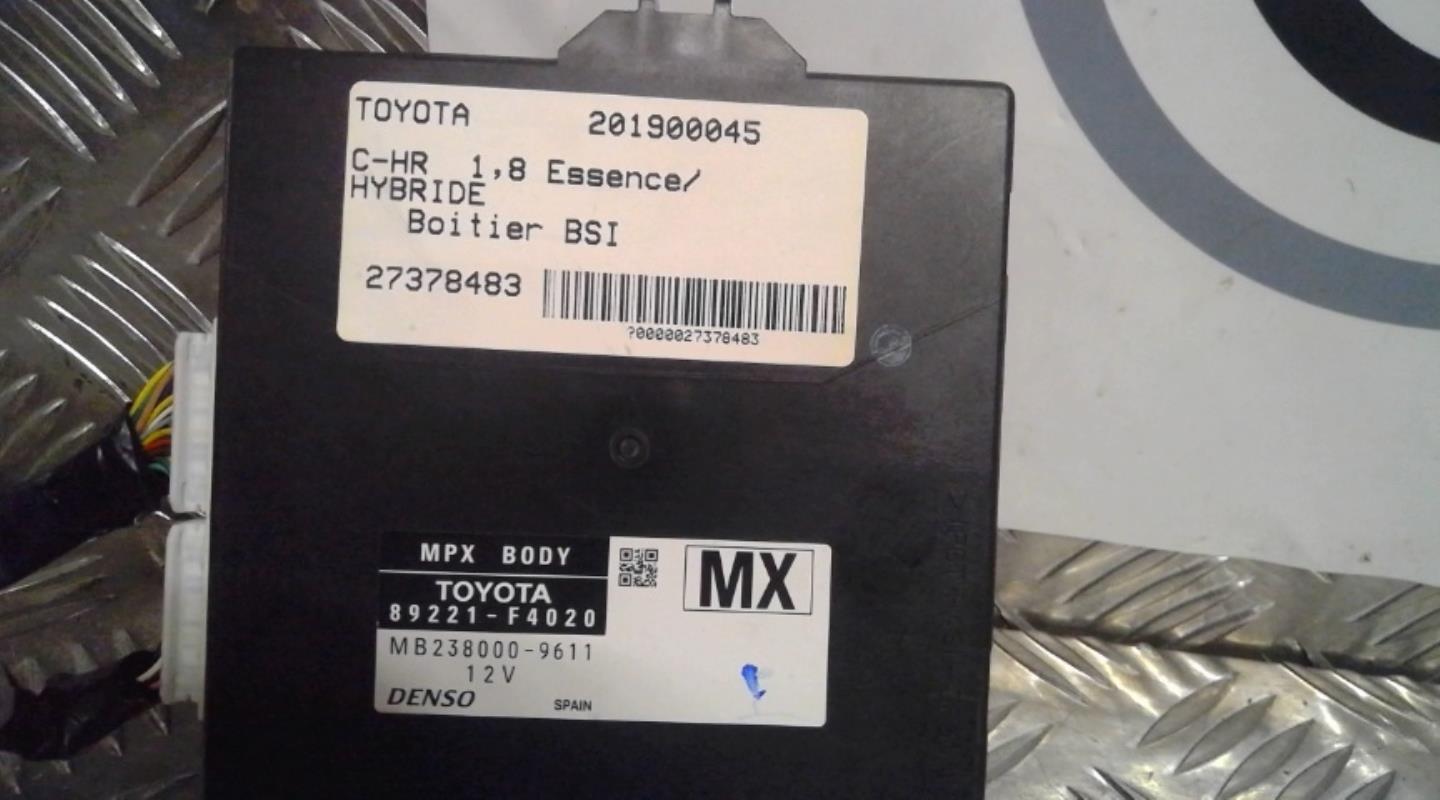 TOYOTA 201900045
C-HR 1,8 Essence/
HYBRIDE
Boitier BSI
27378483
?0000027378483
MPX BODY
TOYOTA
89221-F4020
MB238000-9611
12V
DENSO SPAIN
MX